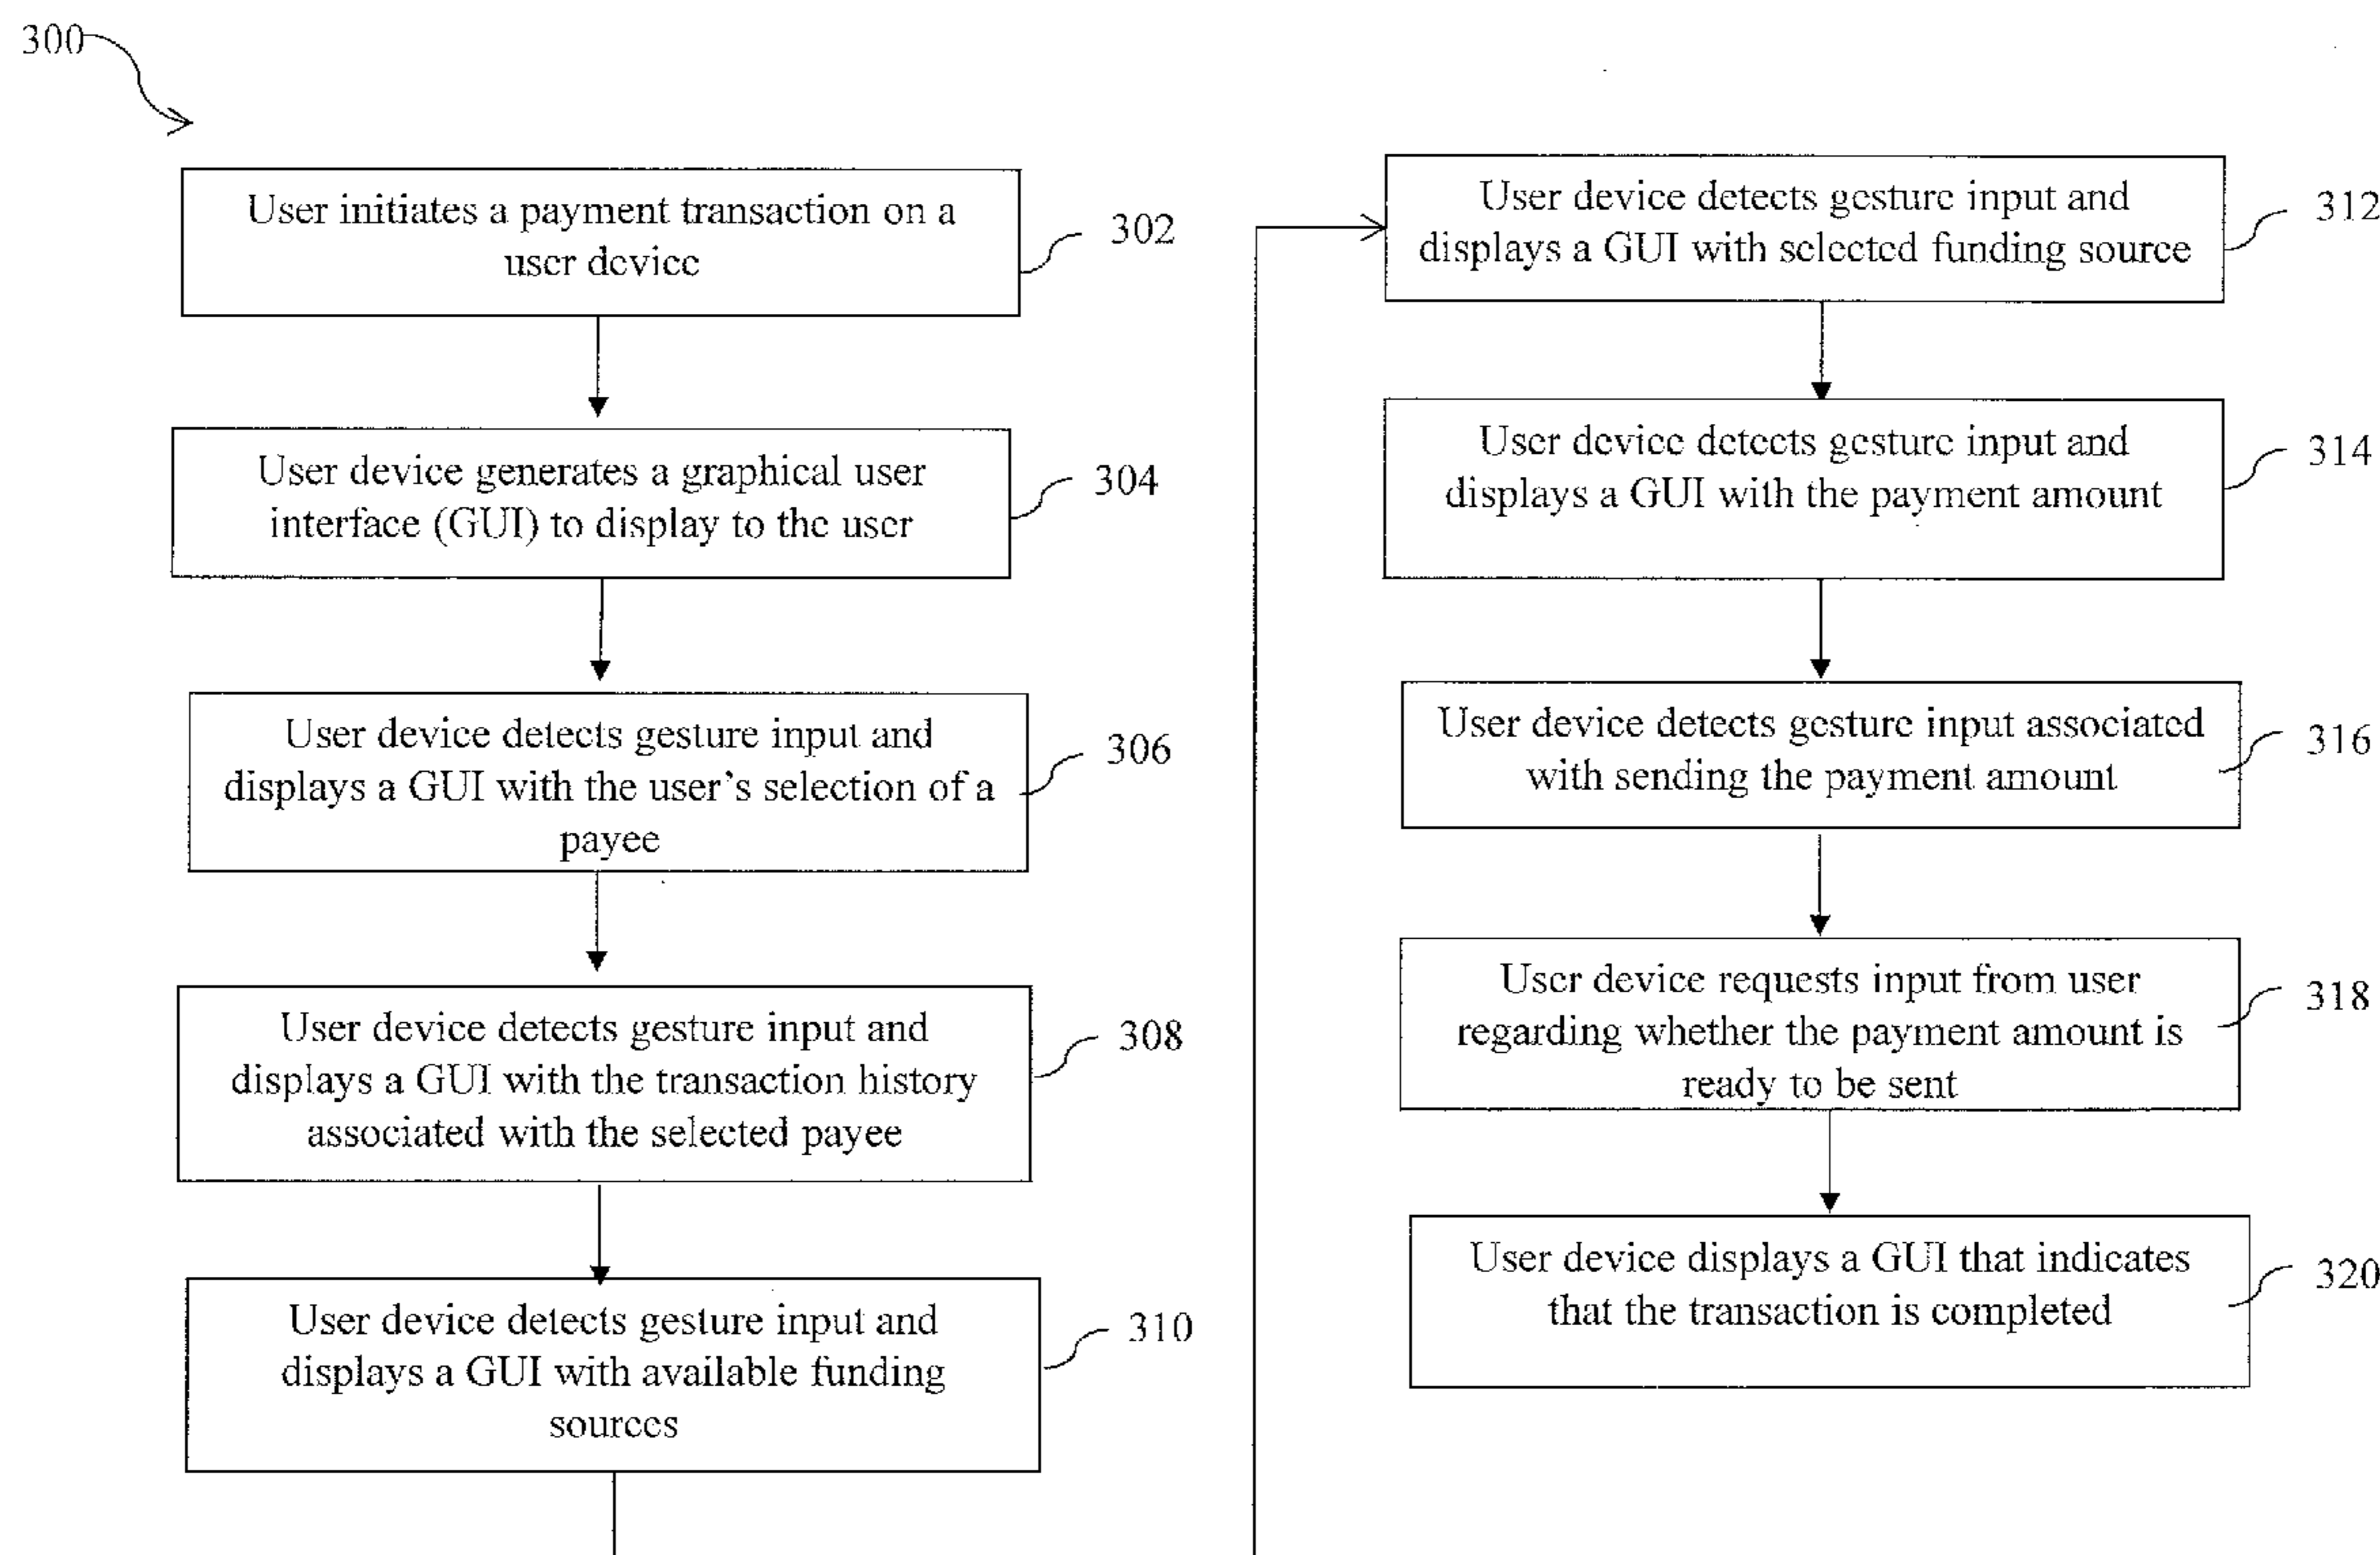 300
User initiates a payment transaction on a
user device
302
User device generates a graphical user
interface (GUI) to display to the user
304
User device detects gesture input and
displays a GUI with the user's selection of a
payee
306
User device detects gesture input and
displays a GUI with the transaction history
associated with the selected payee
308
User device detects gesture input and
displays a GUI with available funding
sources
310
User device detects gesture input and
displays a GUI with selected funding source
312
User device detects gesture input and
displays a GUI with the payment amount
314
User device detects gesture input associated
with sending the payment amount
316
User device requests input from user
regarding whether the payment amount is
ready to be sent
318
User device displays a GUI that indicates
that the transaction is completed
320